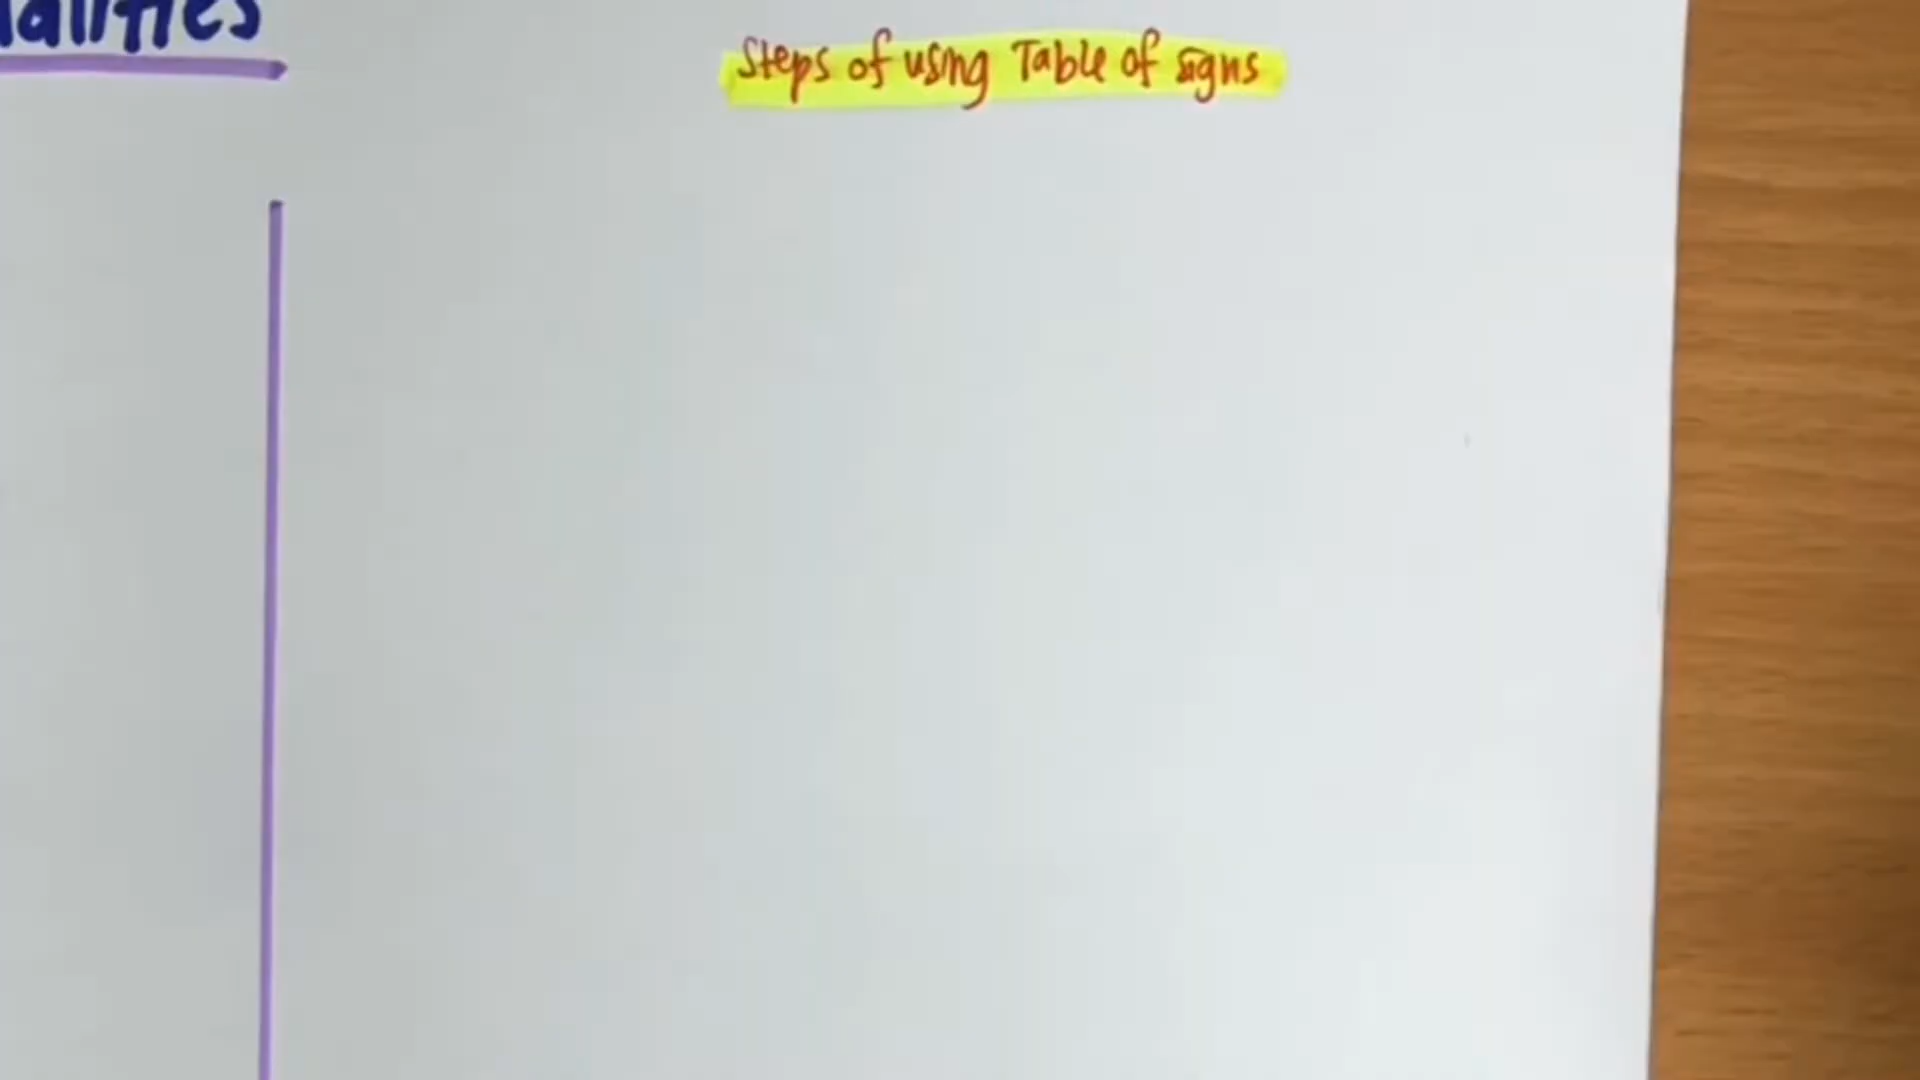 Steps of using Table of signs